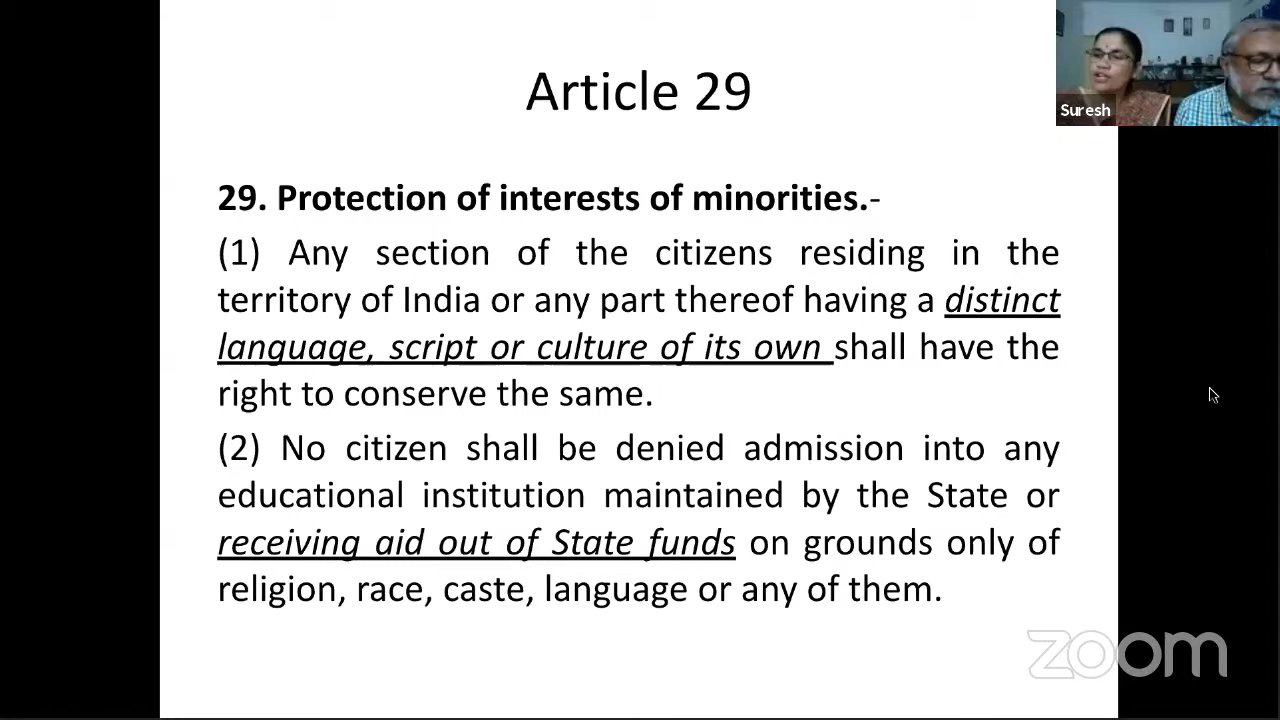 Article 29
Suresh
29. Protection of interests of minorities.-
(1) Any section of the citizens residing in the
territory of India or any part thereof having a distinct
language, script or culture of its own shall have the
right to conserve the same.
(2) No citizen shall be denied admission into any
educational institution maintained by the State or
receiving aid out of State funds on grounds only of
religion, race, caste, language or any of them.
zoom